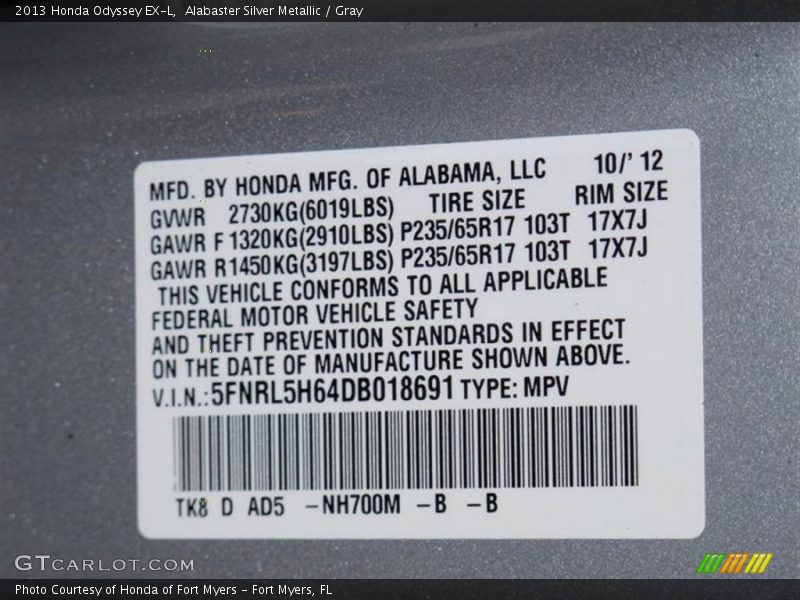 2013 Honda Odyssey EX-L,  Alabaster Silver Metallic / Gray
MFD. BY HONDA MFG. OF ALABAMA, LLC 10/' 12
GVWR 2730KG(6019LBS) TIRE SIZE RIM SIZE
GAWR F 1320KG(2910LBS) P235/65R17 103T 17X7J
GAWR R1450KG(3197LBS) P235/65R17 103T 17X7J
THIS VEHICLE CONFORMS TO ALL APPLICABLE
FEDERAL MOTOR VEHICLE SAFETY
AND THEFT PREVENTION STANDARDS IN EFFECT
ON THE DATE OF MANUFACTURE SHOWN ABOVE.
V.I.N.:5FNRL5H64DB018691 TYPE: MPV
TK8 D AD5 -NH700M -B -B
GTCARLOT.COM
Photo Courtesy of Honda of Fort Myers - Fort Myers, FL